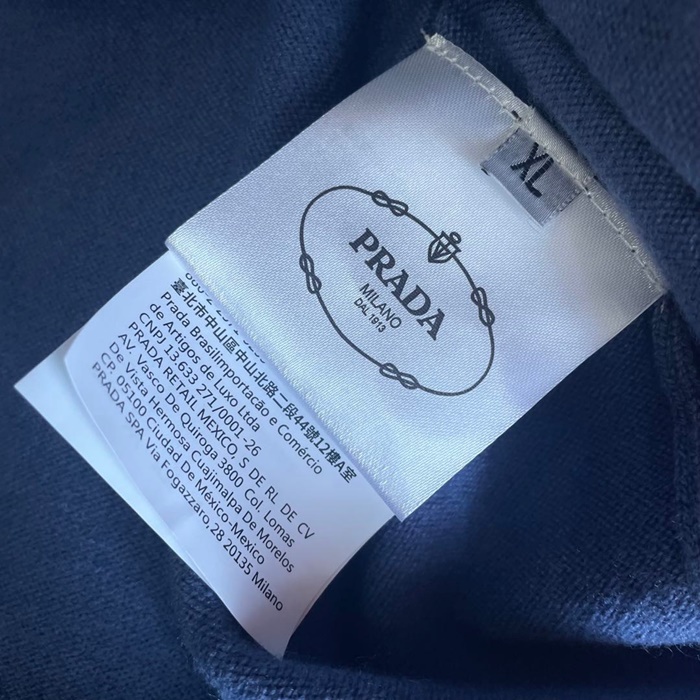 XL
PRADA
MILANO
DAL 1913
臺北市中山區中山北路二段44號12樓A室
Prada Brasilimportacão e Comércio
de Artigos de Luxo Ltda
CNPJ 13.633 271/0001-26
PRADA RETAIL MEXICO, S DE RL DE CV
AV. Vasco De Quiroga 3800 Col. Lomas
De Vista Hermosa Cuajimalpa De Morelos
CP. 05100 Ciudad De México-Mexico
PRADA SPA Via Fogazzaro,28 20135 Milano